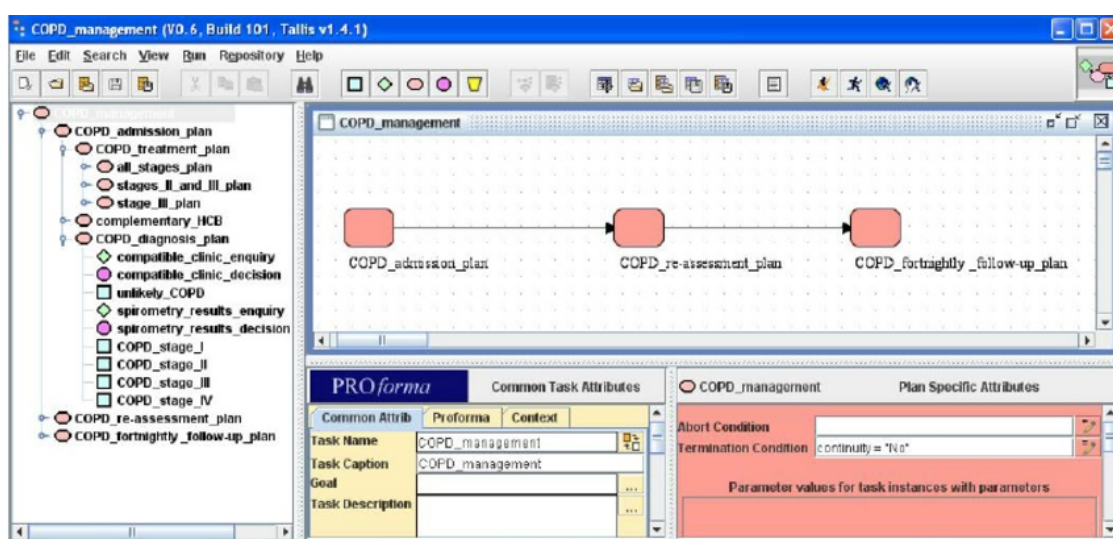 COPD_management (V0.6, Build 101, Tallis v1.4.1)
File Edit Search View Run Repository Help
COPD_management
COPD_admission_plan
COPD_treatment_plan
all_stages_plan
stages_II_and_III_plan
stage_III_plan
complementary_HCB
COPD_diagnosis_plan
compatible_clinic_enquiry
compatible_clinic_decision
unlikely_COPD
spirometry_results_enquiry
spirometry_results_decision
COPD_stage_I
COPD_stage_II
COPD_stage_III
COPD_stage_IV
COPD_re-assessment_plan
COPD_fortnightly_follow-up_plan
COPD_management
COPD_admission_plan COPD_re-assessment_plan COPD_fortnightly_follow-up_plan
PROforma Common Task Attributes
Common Attrib Proforma Context
Task Name COPD_management
Task Caption COPD_management
Goal ...
Task Description ...
COPD_management Plan Specific Attributes
Abort Condition
Termination Condition continuity = "No"
Parameter values for task instances with parameters